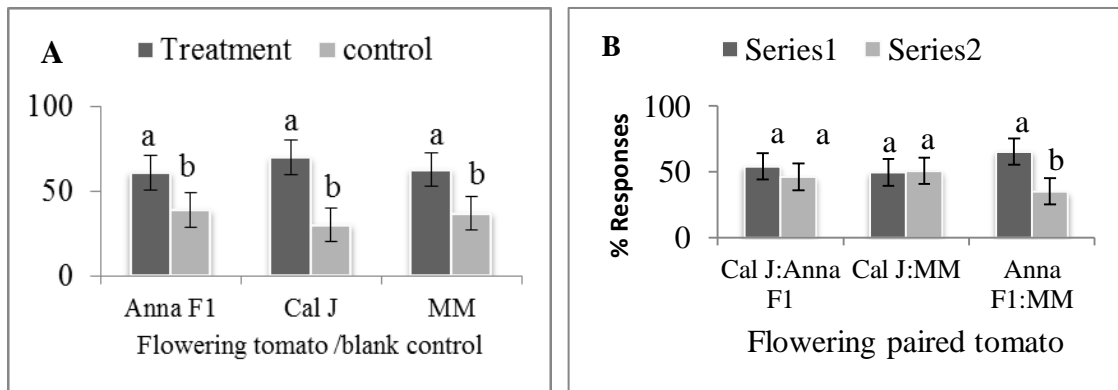 A
Treatment control
100
a
a
a
b
b
b
50
0
Anna F1 Cal J MM
Flowering tomato /blank control
B
Series1 Series2
% Responses
100
a a
a a
a
b
50
0
Cal J:Anna F1
Cal J:MM
Anna F1:MM
Flowering paired tomato